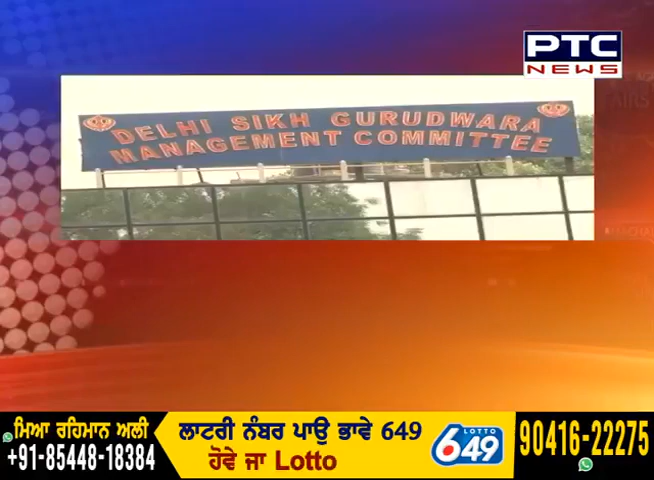 PTC
NEWS
DELHI SIKH GURUDWARA
MANAGEMENT COMMITTEE
ਮਿਆ ਰਹਿਮਾਨ ਅਲੀ
+91-85448-18384
ਲਾਟਰੀ ਨੰਬਰ ਪਾਉ ਭਾਵੇ 649
ਹੋਵੇ ਜਾ Lotto
LOTTO
649
90416-22275